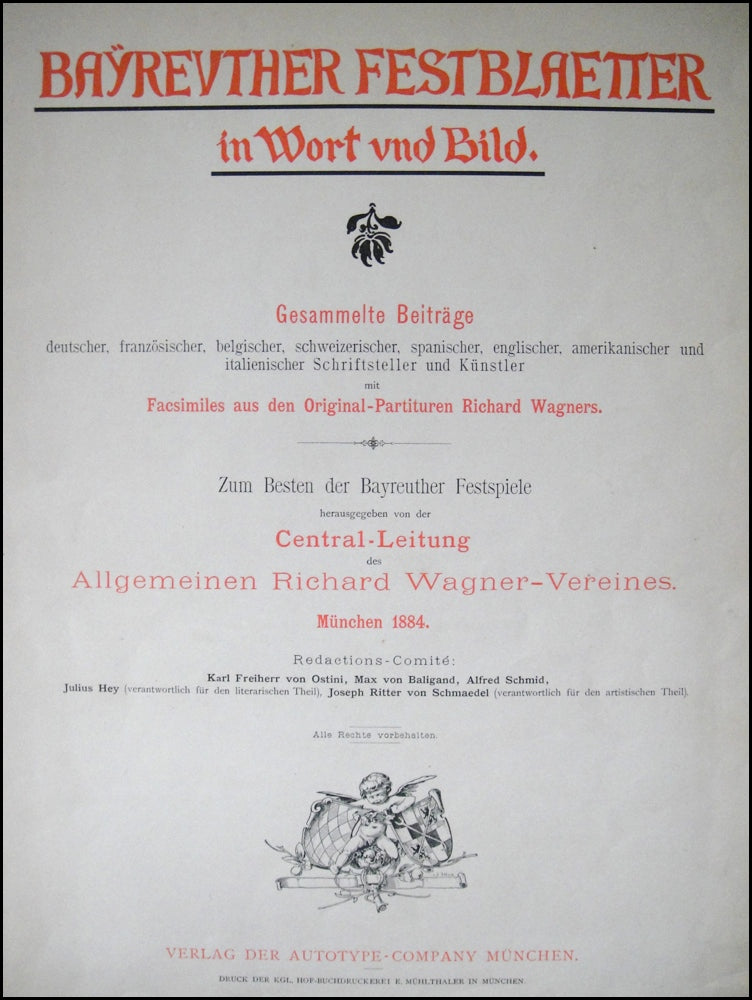 BAŸREVTHER FESTBLAETTER
in Wort vnd Bild.
Gesammelte Beiträge
deutscher, französischer, belgischer, schweizerischer, spanischer, englischer, amerikanischer und
italienischer Schriftsteller und Künstler
mit
Facsimiles aus den Original-Partituren Richard Wagners.
Zum Besten der Bayreuther Festspiele
herausgegeben von der
Central-Leitung
des
Allgemeinen Richard Wagner-Vereines.
München 1884.
Redactions-Comité:
Karl Freiherr von Ostini, Max von Baligand, Alfred Schmid,
Julius Hey (verantwortlich für den literarischen Theil), Joseph Ritter von Schmaedel (verantwortlich für den artistischen Theil).
Alle Rechte vorbehalten.
VERLAG DER AUTOTYPE-COMPANY MÜNCHEN.
DRUCK DER KGL. HOF-BUCHDRUCKEREI E. MÜHLTHALER IN MÜNCHEN.